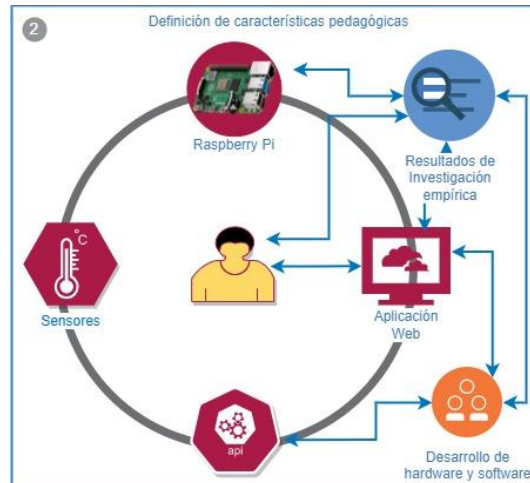 2
Definición de características pedagógicas
Raspberry Pi
Resultados de
Investigación
empírica
°C
Sensores
Aplicación
Web
api
Desarrollo de
hardware y software